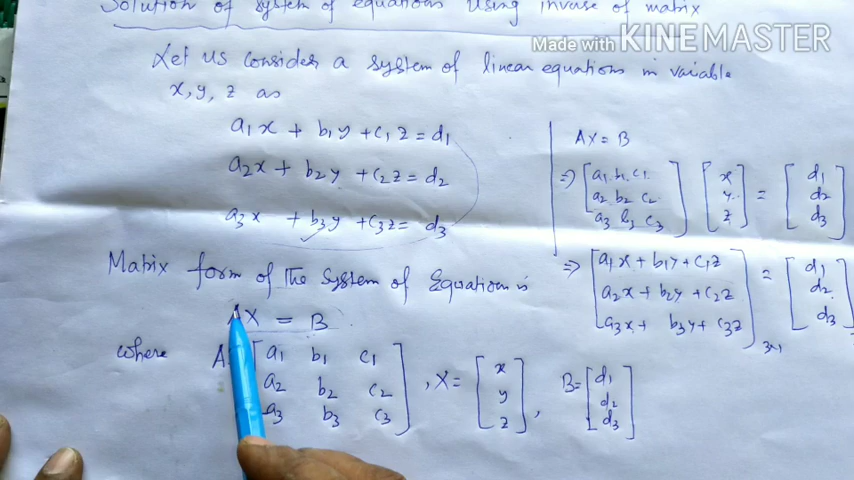 Solution of system of equations using inverse of matrix
Made with KINEMASTER
Let us consider a system of linear equations in variable
x, y, z as
a1x + b1y + c1z = d1
a2x + b2y + c2z = d2
a3x + b3y + c3z = d3
Matrix form of the system of Equation is
AX = B
where A = [ a1 b1 c1
a2 b2 c2
a3 b3 c3 ] , X = [ x
y
z ] , B = [ d1
d2
d3 ]
AX = B
⇒ [ a1 b1 c1
a2 b2 c2
a3 b3 c3 ] [ x
y
z ] = [ d1
d2
d3 ]
⇒ [ a1x + b1y + c1z
a2x + b2y + c2z
a3x + b3y + c3z ] 3x1 = [ d1
d2
d3 ]